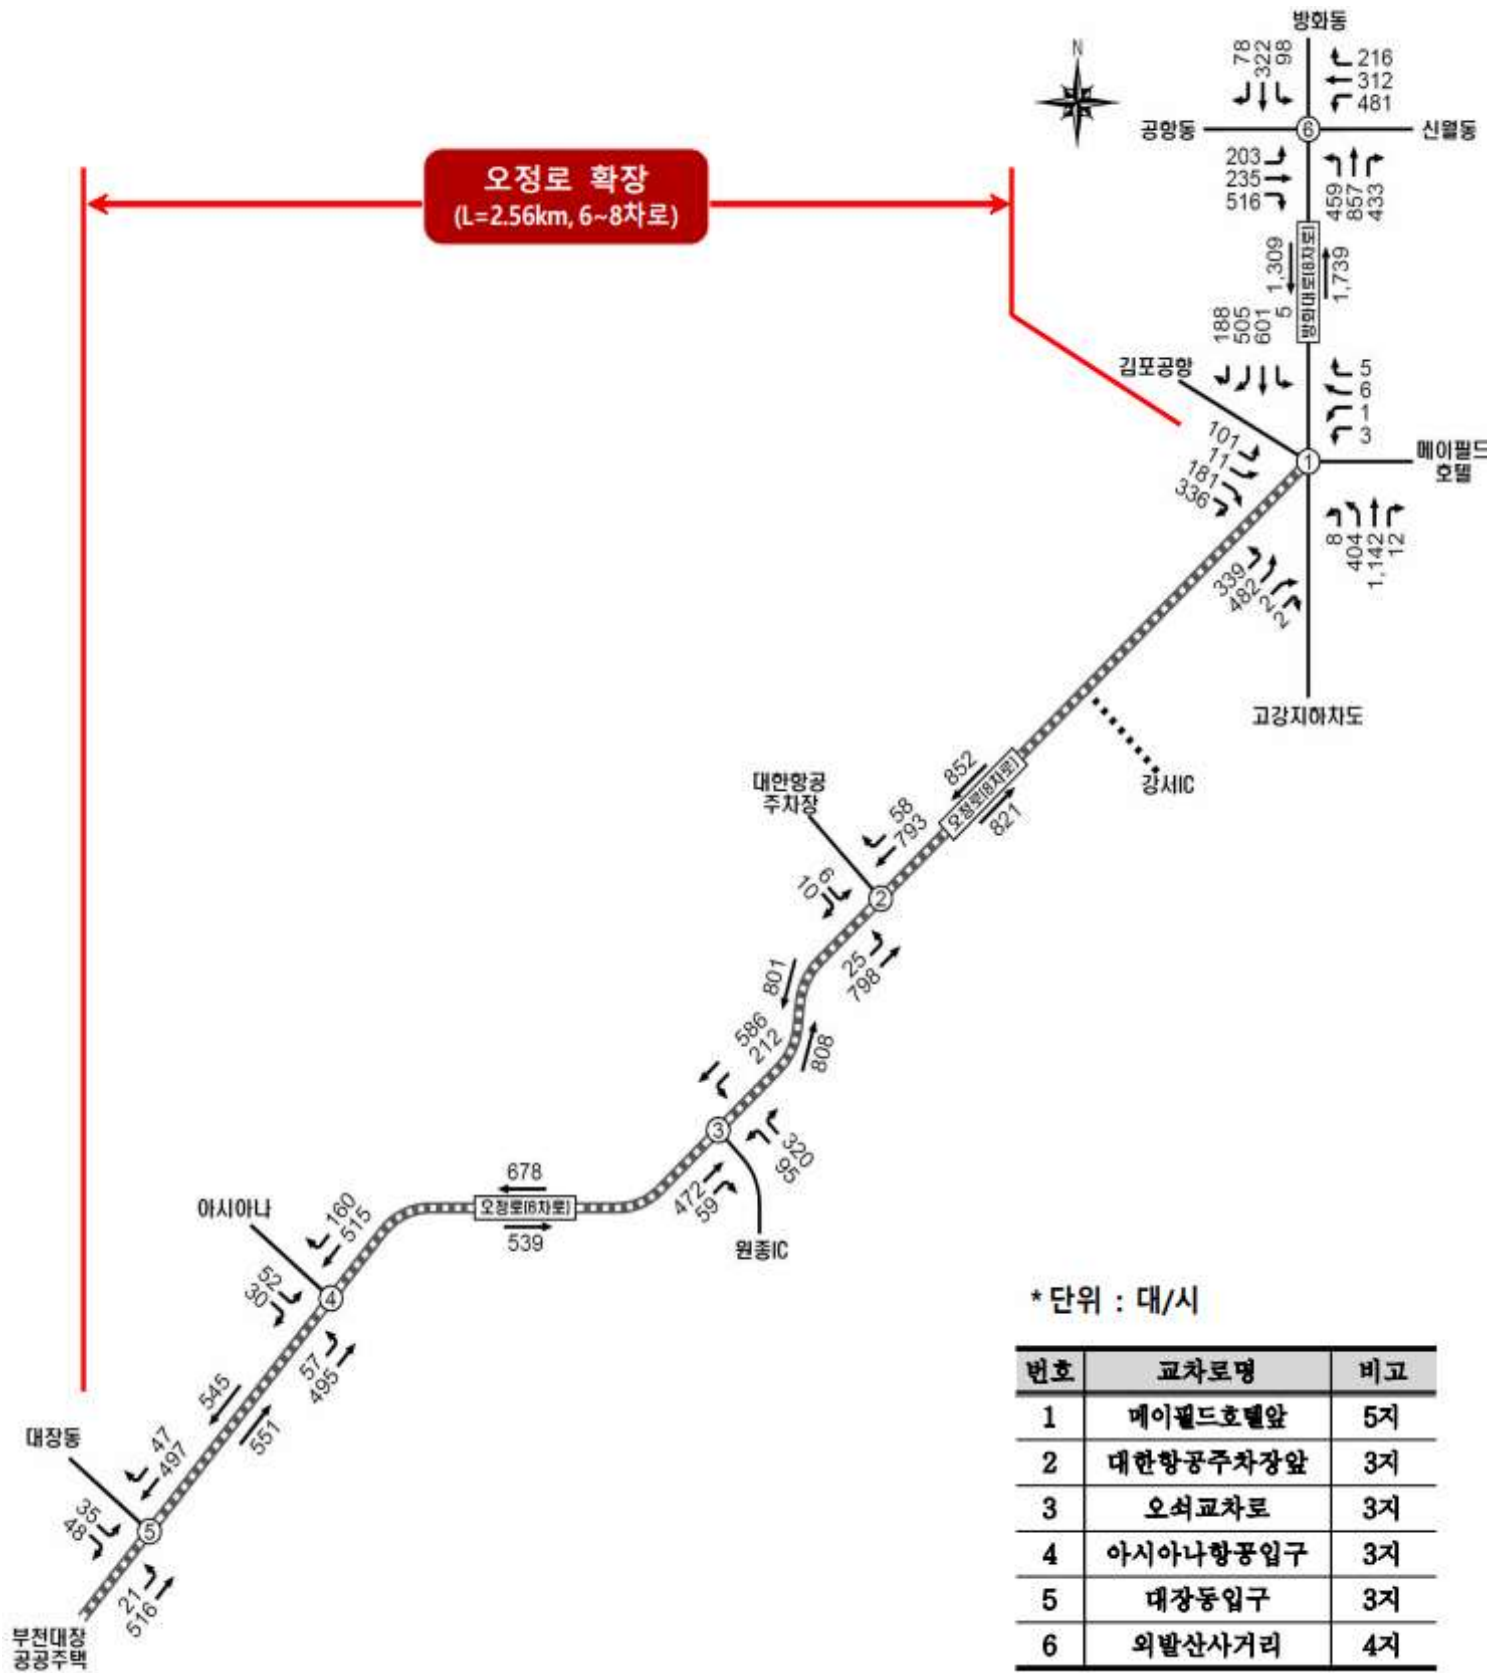 방화동
N
78
322
98
216
312
481
공항동
6
신월동
203
235
516
459
857
433
오정로 확장
(L=2.56km, 6~8차로)
1,309
방화대로(8차로)
1,739
188
505
601
5
김포공항
5
6
1
3
101
11
181
336
1
메이필드
호텔
8
404
1,142
12
339
482
2
2
고강지하차도
강서IC
대한항공
주차장
852
오정로(8차로)
821
58
793
6
10
2
25
798
801
808
586
212
3
320
95
472
59
원종IC
678
오정로(6차로)
539
아시아나
160
515
52
30
4
57
495
545
551
대장동
47
497
35
48
5
21
516
부천대장
공공주택
* 단위 : 대/시
번호 교차로명 비고
1 메이필드호텔앞 5지
2 대한항공주차장앞 3지
3 오쇠교차로 3지
4 아시아나항공입구 3지
5 대장동입구 3지
6 외발산사거리 4지